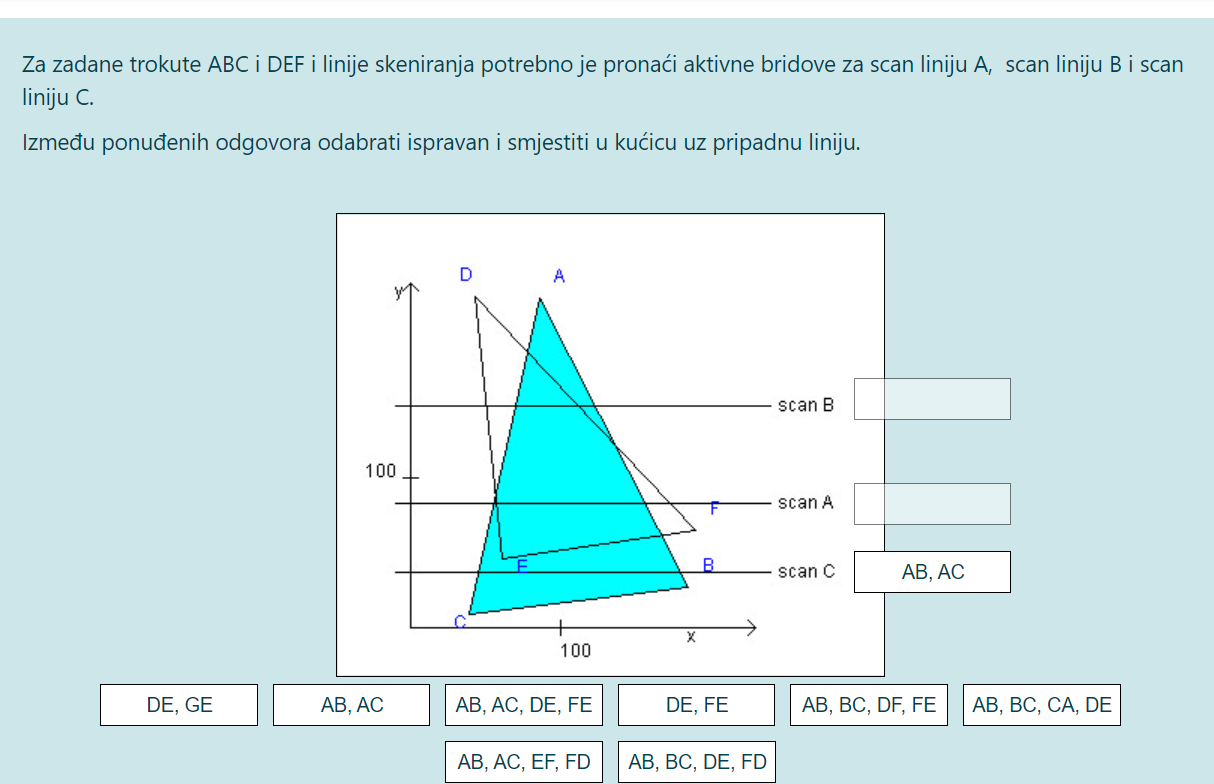 Za zadane trokute ABC i DEF i linije skeniranja potrebno je pronaći aktivne bridove za scan liniju A, scan liniju B i scan
liniju C.
Između ponuđenih odgovora odabrati ispravan i smjestiti u kućicu uz pripadnu liniju.
D
A
y
scan B
100
scan A
F
E
B
scan C
AB, AC
C
x
100
DE, GE
AB, AC
AB, AC, DE, FE
DE, FE
AB, BC, DF, FE
AB, BC, CA, DE
AB, AC, EF, FD
AB, BC, DE, FD